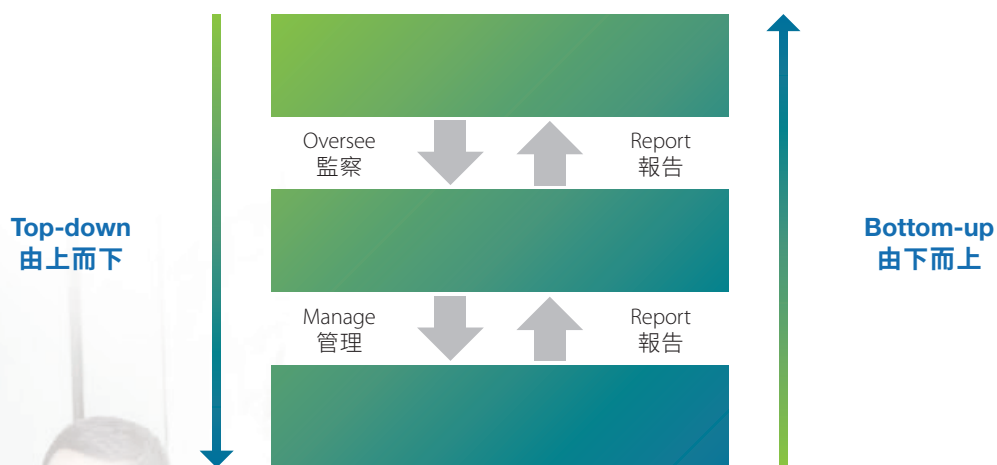 Oversee
監察
Report
報告
Top-down
由上而下
Bottom-up
由下而上
Manage
管理
Report
報告